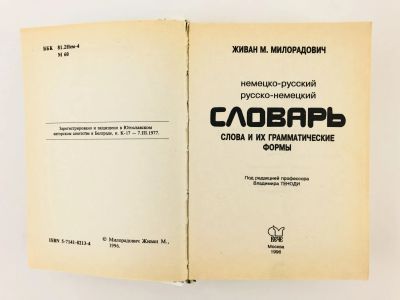 ББК 81.2Нем-4
М 60
Зарегистрировано и защищено в Югославском
авторском агентстве в Белграде, н. К-17 — 7.III.1977.
ISBN 5-7141-0213-4
© Милорадович Живан М.,
1996.
ЖИВАН М. МИЛОРАДОВИЧ
немецко-русский
русско-немецкий
СЛОВАРЬ
СЛОВА И ИХ ГРАММАТИЧЕСКИЕ
ФОРМЫ
Под редакцией профессора
Владимира ТЕНОДИ
ВЕЧЕ
Москва
1996